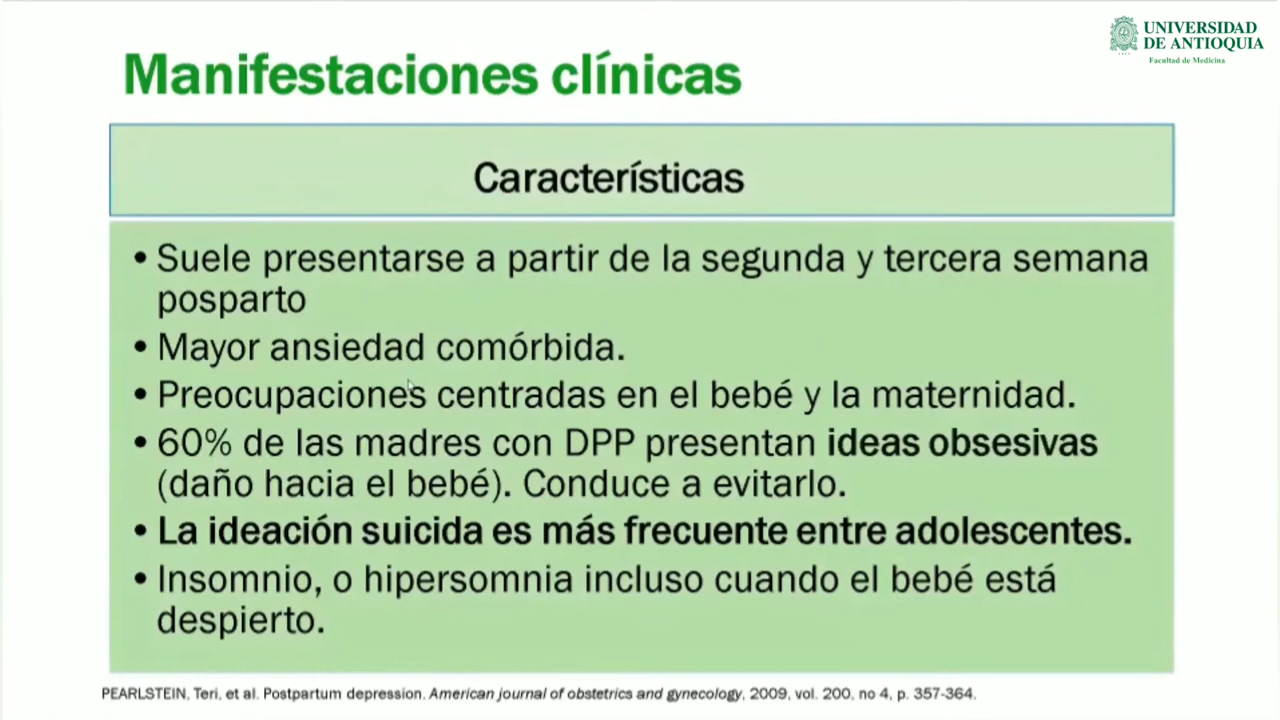 UNIVERSIDAD
DE ANTIOQUIA
Facultad de Medicina
Manifestaciones clínicas
Características
• Suele presentarse a partir de la segunda y tercera semana
posparto
• Mayor ansiedad comórbida.
• Preocupaciones centradas en el bebé y la maternidad.
• 60% de las madres con DPP presentan ideas obsesivas
(daño hacia el bebé). Conduce a evitarlo.
• La ideación suicida es más frecuente entre adolescentes.
• Insomnio, o hipersomnia incluso cuando el bebé está
despierto.
PEARLSTEIN, Teri, et al. Postpartum depression. American journal of obstetrics and gynecology, 2009, vol. 200, no 4, p. 357-364.